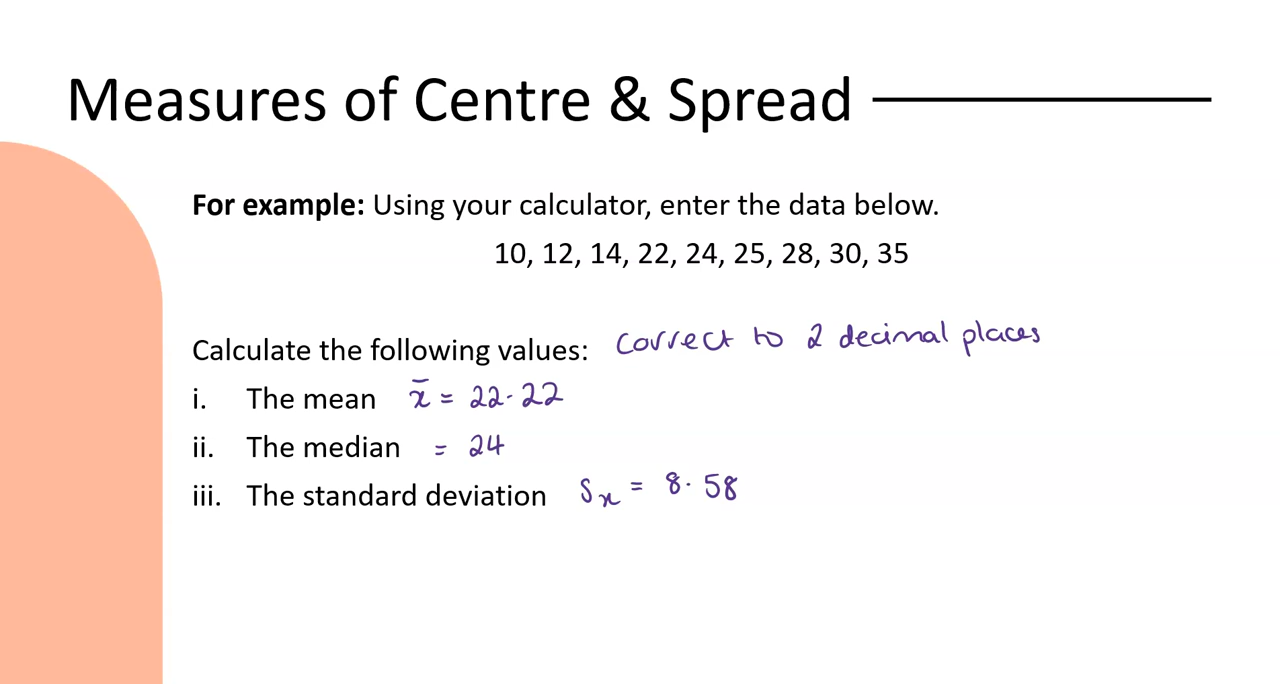 Measures of Centre & Spread
For example: Using your calculator, enter the data below.
10, 12, 14, 22, 24, 25, 28, 30, 35
Calculate the following values: correct to 2 decimal places
i. The mean x̄ = 22.22
ii. The median = 24
iii. The standard deviation Sx = 8.58